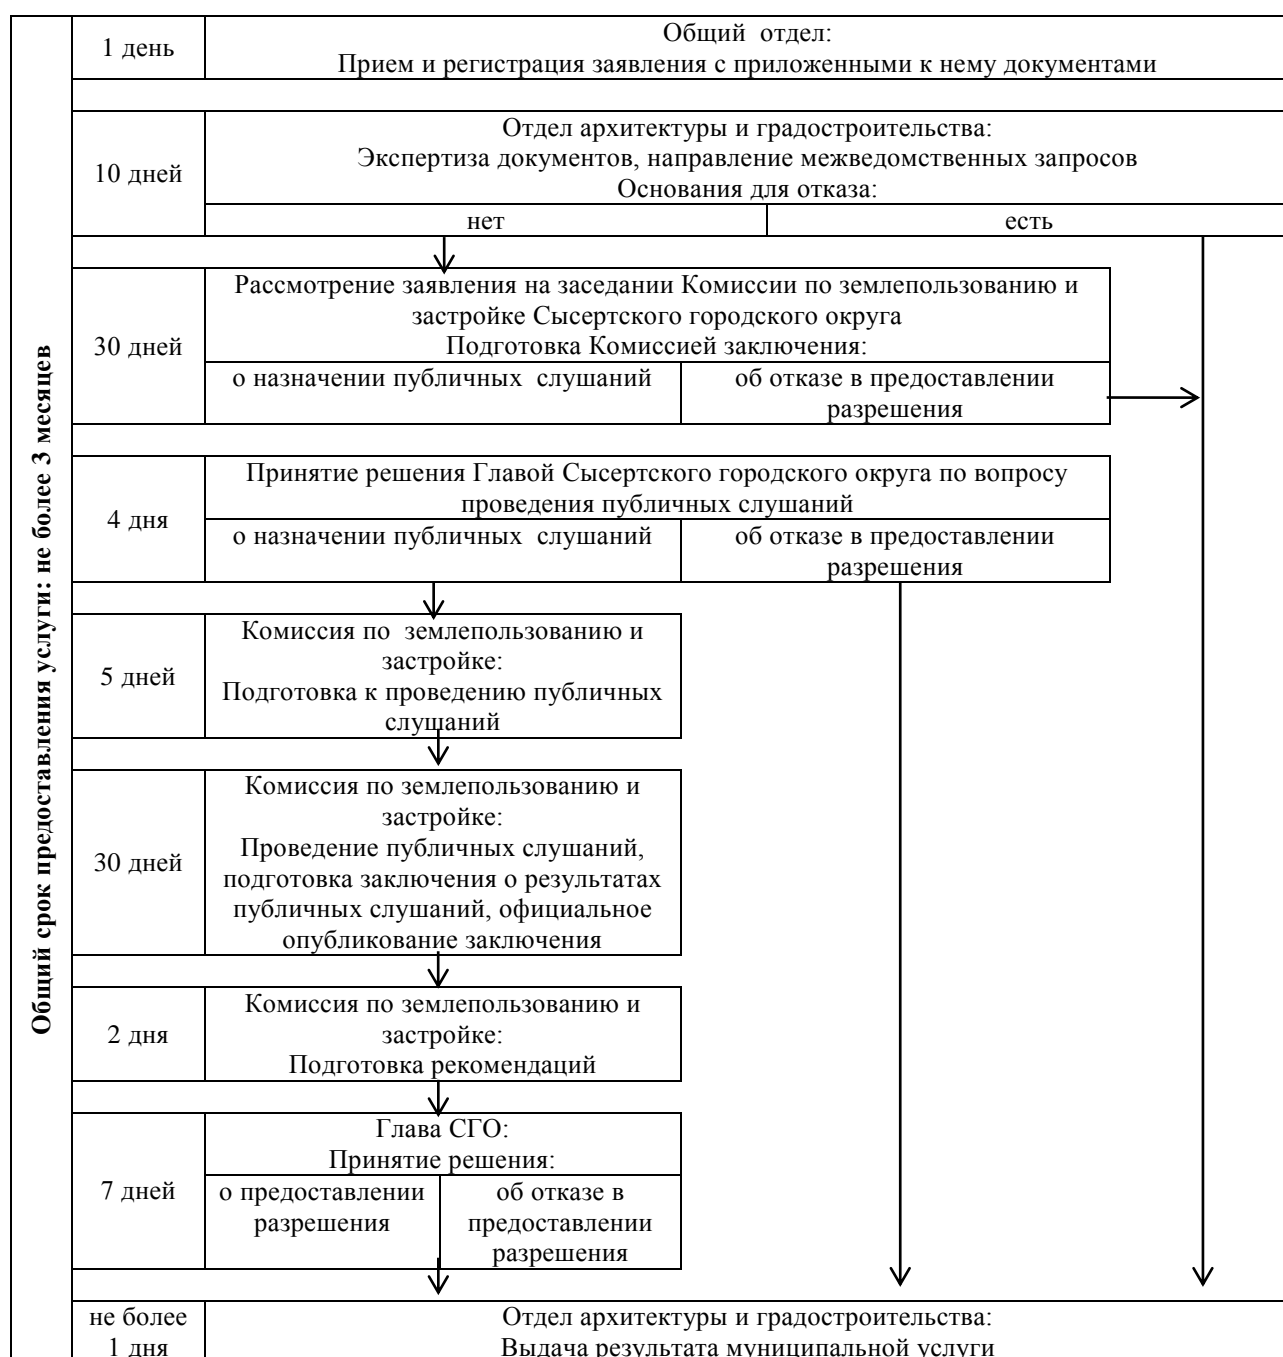 Общий срок предоставления услуги: не более 3 месяцев
1 день
Общий отдел:
Прием и регистрация заявления с приложенными к нему документами
10 дней
Отдел архитектуры и градостроительства:
Экспертиза документов, направление межведомственных запросов
Основания для отказа:
нет
есть
30 дней
Рассмотрение заявления на заседании Комиссии по землепользованию и
застройке Сысертского городского округа
Подготовка Комиссией заключения:
о назначении публичных слушаний
об отказе в предоставлении
разрешения
4 дня
Принятие решения Главой Сысертского городского округа по вопросу
проведения публичных слушаний
о назначении публичных слушаний
об отказе в предоставлении
разрешения
5 дней
Комиссия по землепользованию и
застройке:
Подготовка к проведению публичных
слушаний
30 дней
Комиссия по землепользованию и
застройке:
Проведение публичных слушаний,
подготовка заключения о результатах
публичных слушаний, официальное
опубликование заключения
2 дня
Комиссия по землепользованию и
застройке:
Подготовка рекомендаций
7 дней
Глава СГО:
Принятие решения:
о предоставлении
разрешения
об отказе в
предоставлении
разрешения
не более
1 дня
Отдел архитектуры и градостроительства:
Выдача результата муниципальной услуги